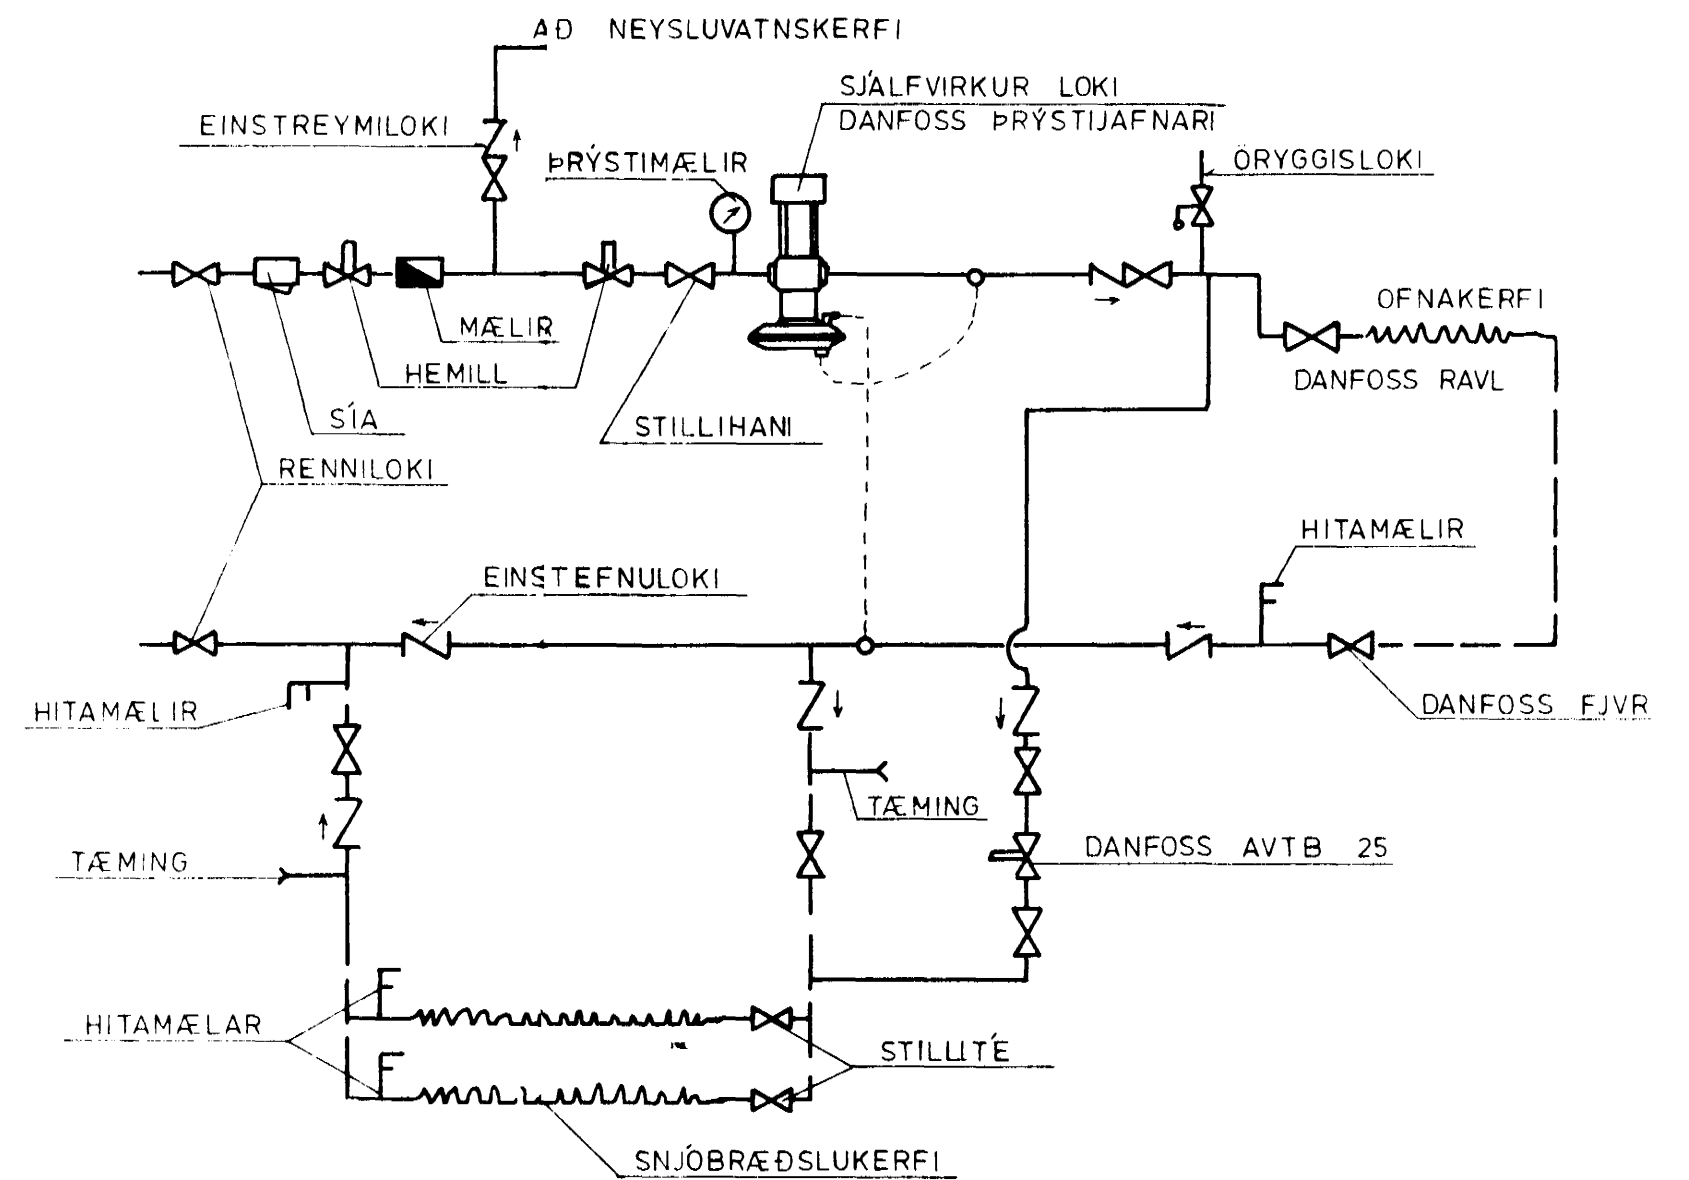 AÐ NEYSLUVATNSKERFI
SJÁLFVIRKUR LOKI
DANFOSS ÞRÝSTIJAFNARI
EINSTREYMILOKI
ÞRÝSTIMÆLIR
ÖRYGGISLOKI
OFNAKERFI
MÆLIR
HEMILL
DANFOSS RAVL
SÍA
STILLIHANI
RENNILOKI
HITAMÆLIR
EINSTEFNULOKI
HITAMÆLIR
DANFOSS FJVR
TÆMING
DANFOSS AVTB 25
TÆMING
HITAMÆLAR
STILLITÉ
SNJÓBRÆÐSLUKERFI